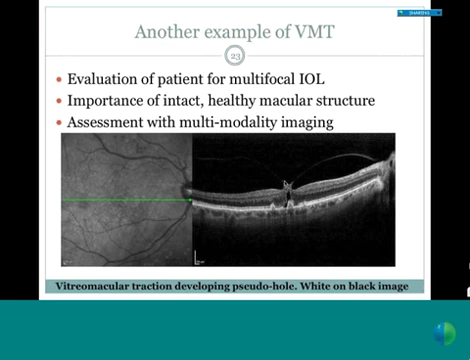 SHARING
Another example of VMT
23
• Evaluation of patient for multifocal IOL
• Importance of intact, healthy macular structure
• Assessment with multi-modality imaging
Vitreomacular traction developing pseudo-hole. White on black image